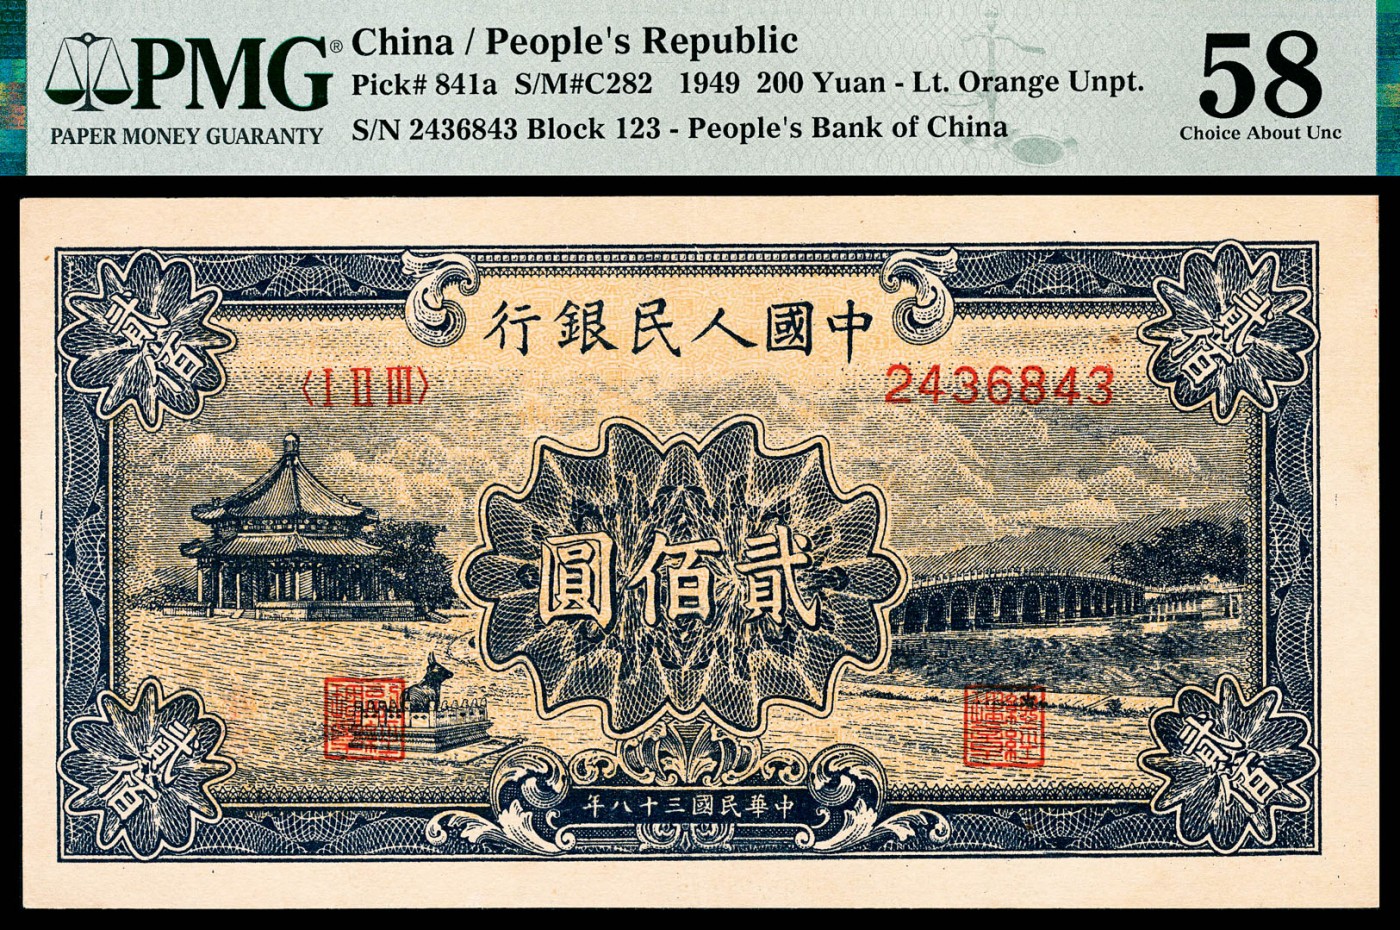 PMG® China / People's Republic
PAPER MONEY GUARANTY
Pick# 841a S/M#C282 1949 200 Yuan - Lt. Orange Unpt.
S/N 2436843 Block 123 - People's Bank of China
58
Choice About Unc
中國人民銀行
〈I II III〉
2436843
貳佰
貳佰
貳佰圓
貳佰
貳佰
中華民國三十八年